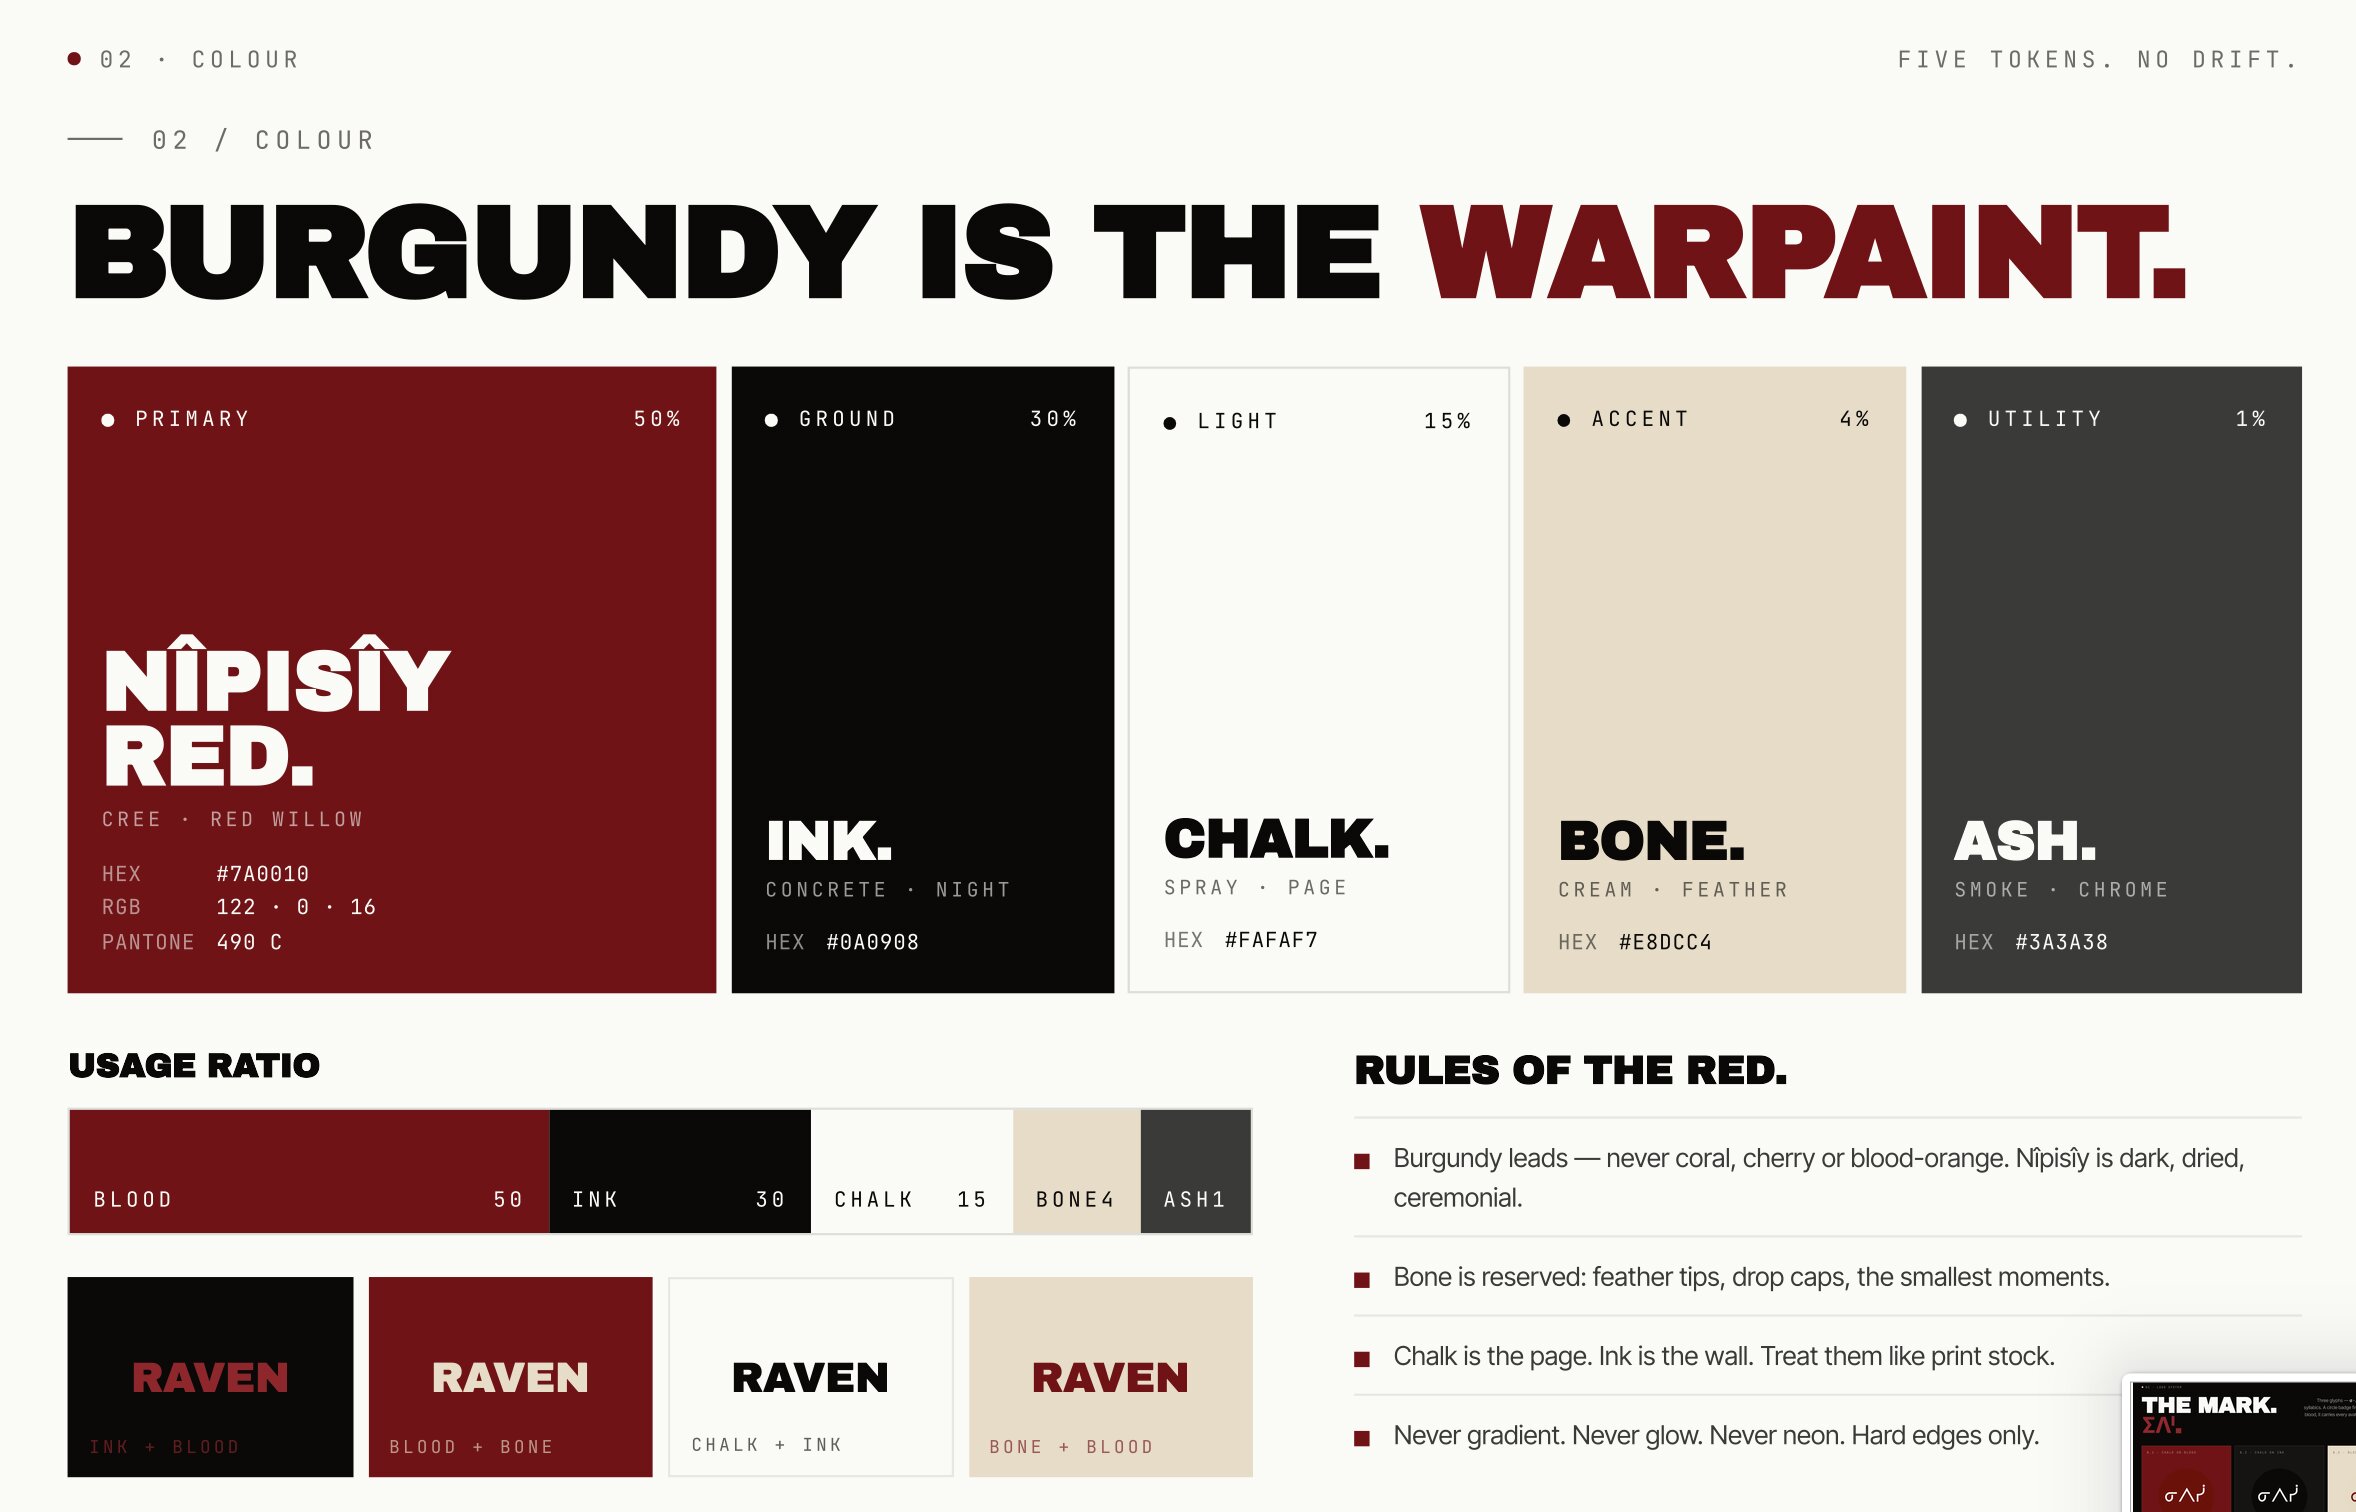 02 · COLOUR
FIVE TOKENS. NO DRIFT.
02 / COLOUR
BURGUNDY IS THE WARPAINT.
PRIMARY 50%
NÎPISÎY
RED.
CREE · RED WILLOW
HEX #7A0010
RGB 122 · 0 · 16
PANTONE 490 C
GROUND 30%
INK.
CONCRETE · NIGHT
HEX #0A0908
LIGHT 15%
CHALK.
SPRAY · PAGE
HEX #FAFAF7
ACCENT 4%
BONE.
CREAM · FEATHER
HEX #E8DCC4
UTILITY 1%
ASH.
SMOKE · CHROME
HEX #3A3A38
USAGE RATIO
BLOOD 50
INK 30
CHALK 15
BONE4
ASH1
RAVEN
INK + BLOOD
RAVEN
BLOOD + BONE
RAVEN
CHALK + INK
RAVEN
BONE + BLOOD
RULES OF THE RED.
Burgundy leads — never coral, cherry or blood-orange. Nîpisîy is dark, dried,
ceremonial.
Bone is reserved: feather tips, drop caps, the smallest moments.
Chalk is the page. Ink is the wall. Treat them like print stock.
Never gradient. Never glow. Never neon. Hard edges only.
THE MARK.